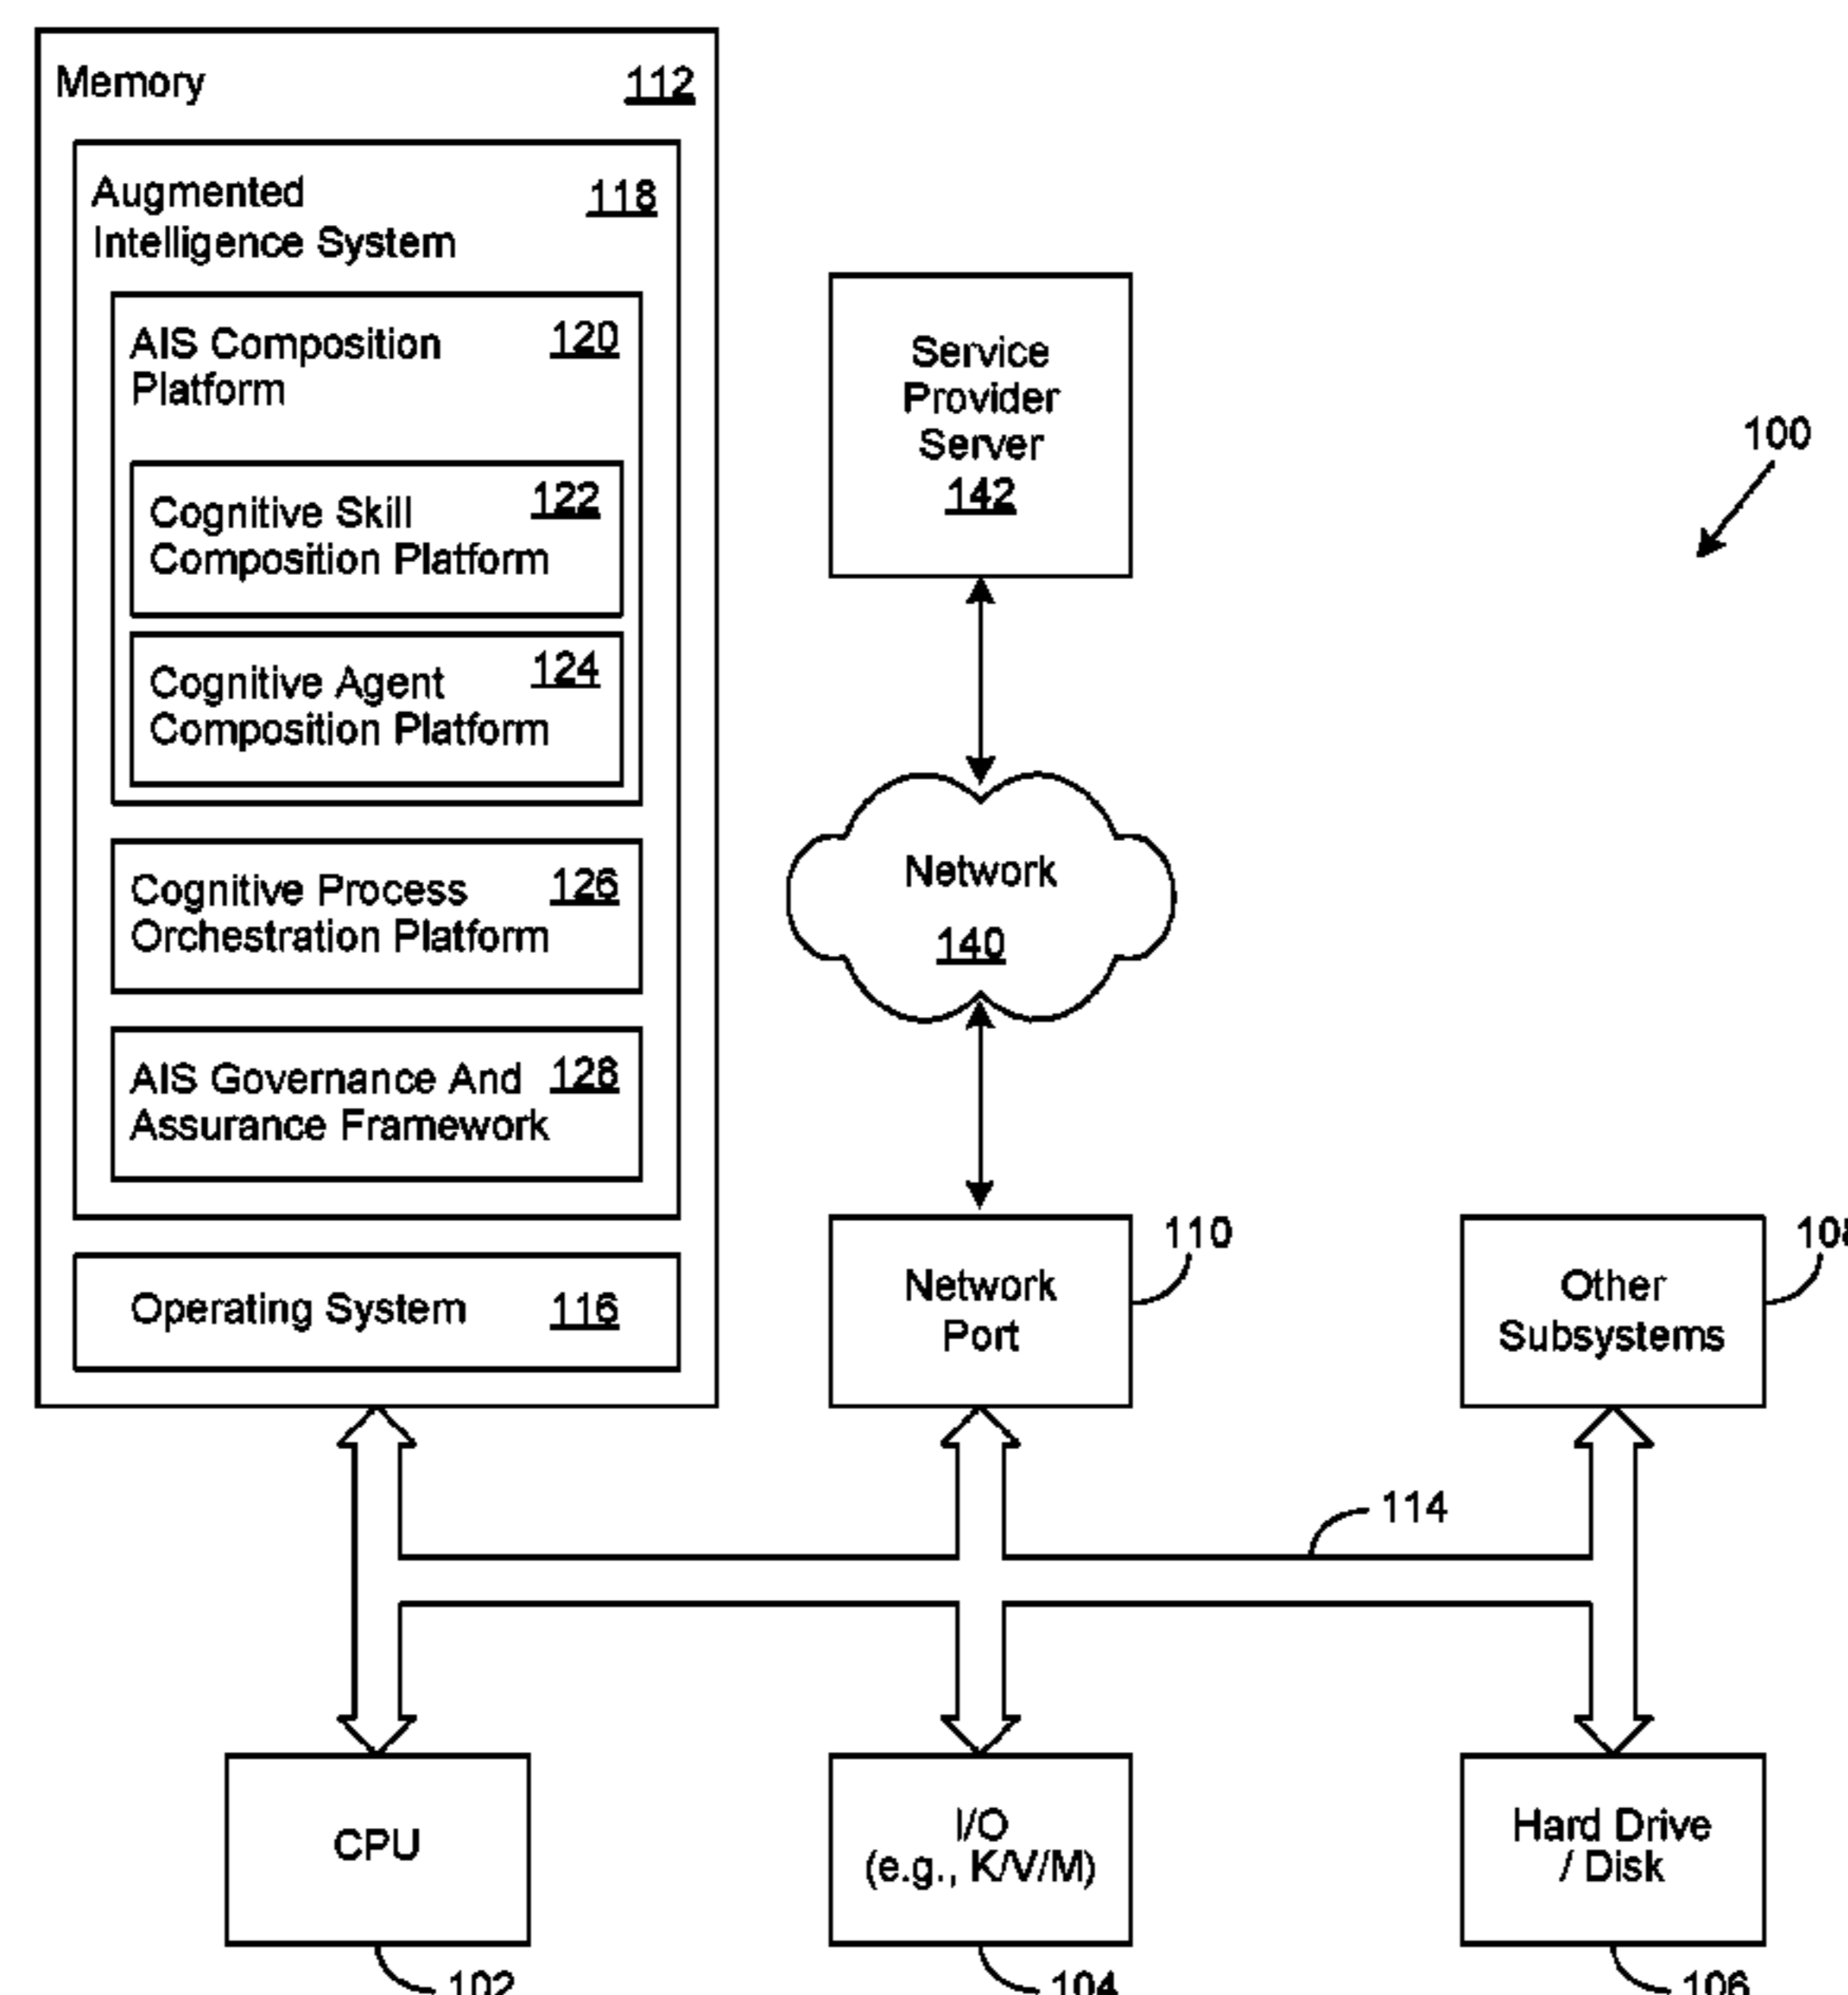 Memory 112
Augmented 118
Intelligence System
AIS Composition 120
Platform
Cognitive Skill 122
Composition Platform
Cognitive Agent 124
Composition Platform
Cognitive Process 126
Orchestration Platform
AIS Governance And 128
Assurance Framework
Operating System 116
Service
Provider
Server
142
100
Network
140
Network
Port
110
Other
Subsystems
108
114
CPU
102
I/O
(e.g., K/V/M)
104
Hard Drive
/ Disk
106